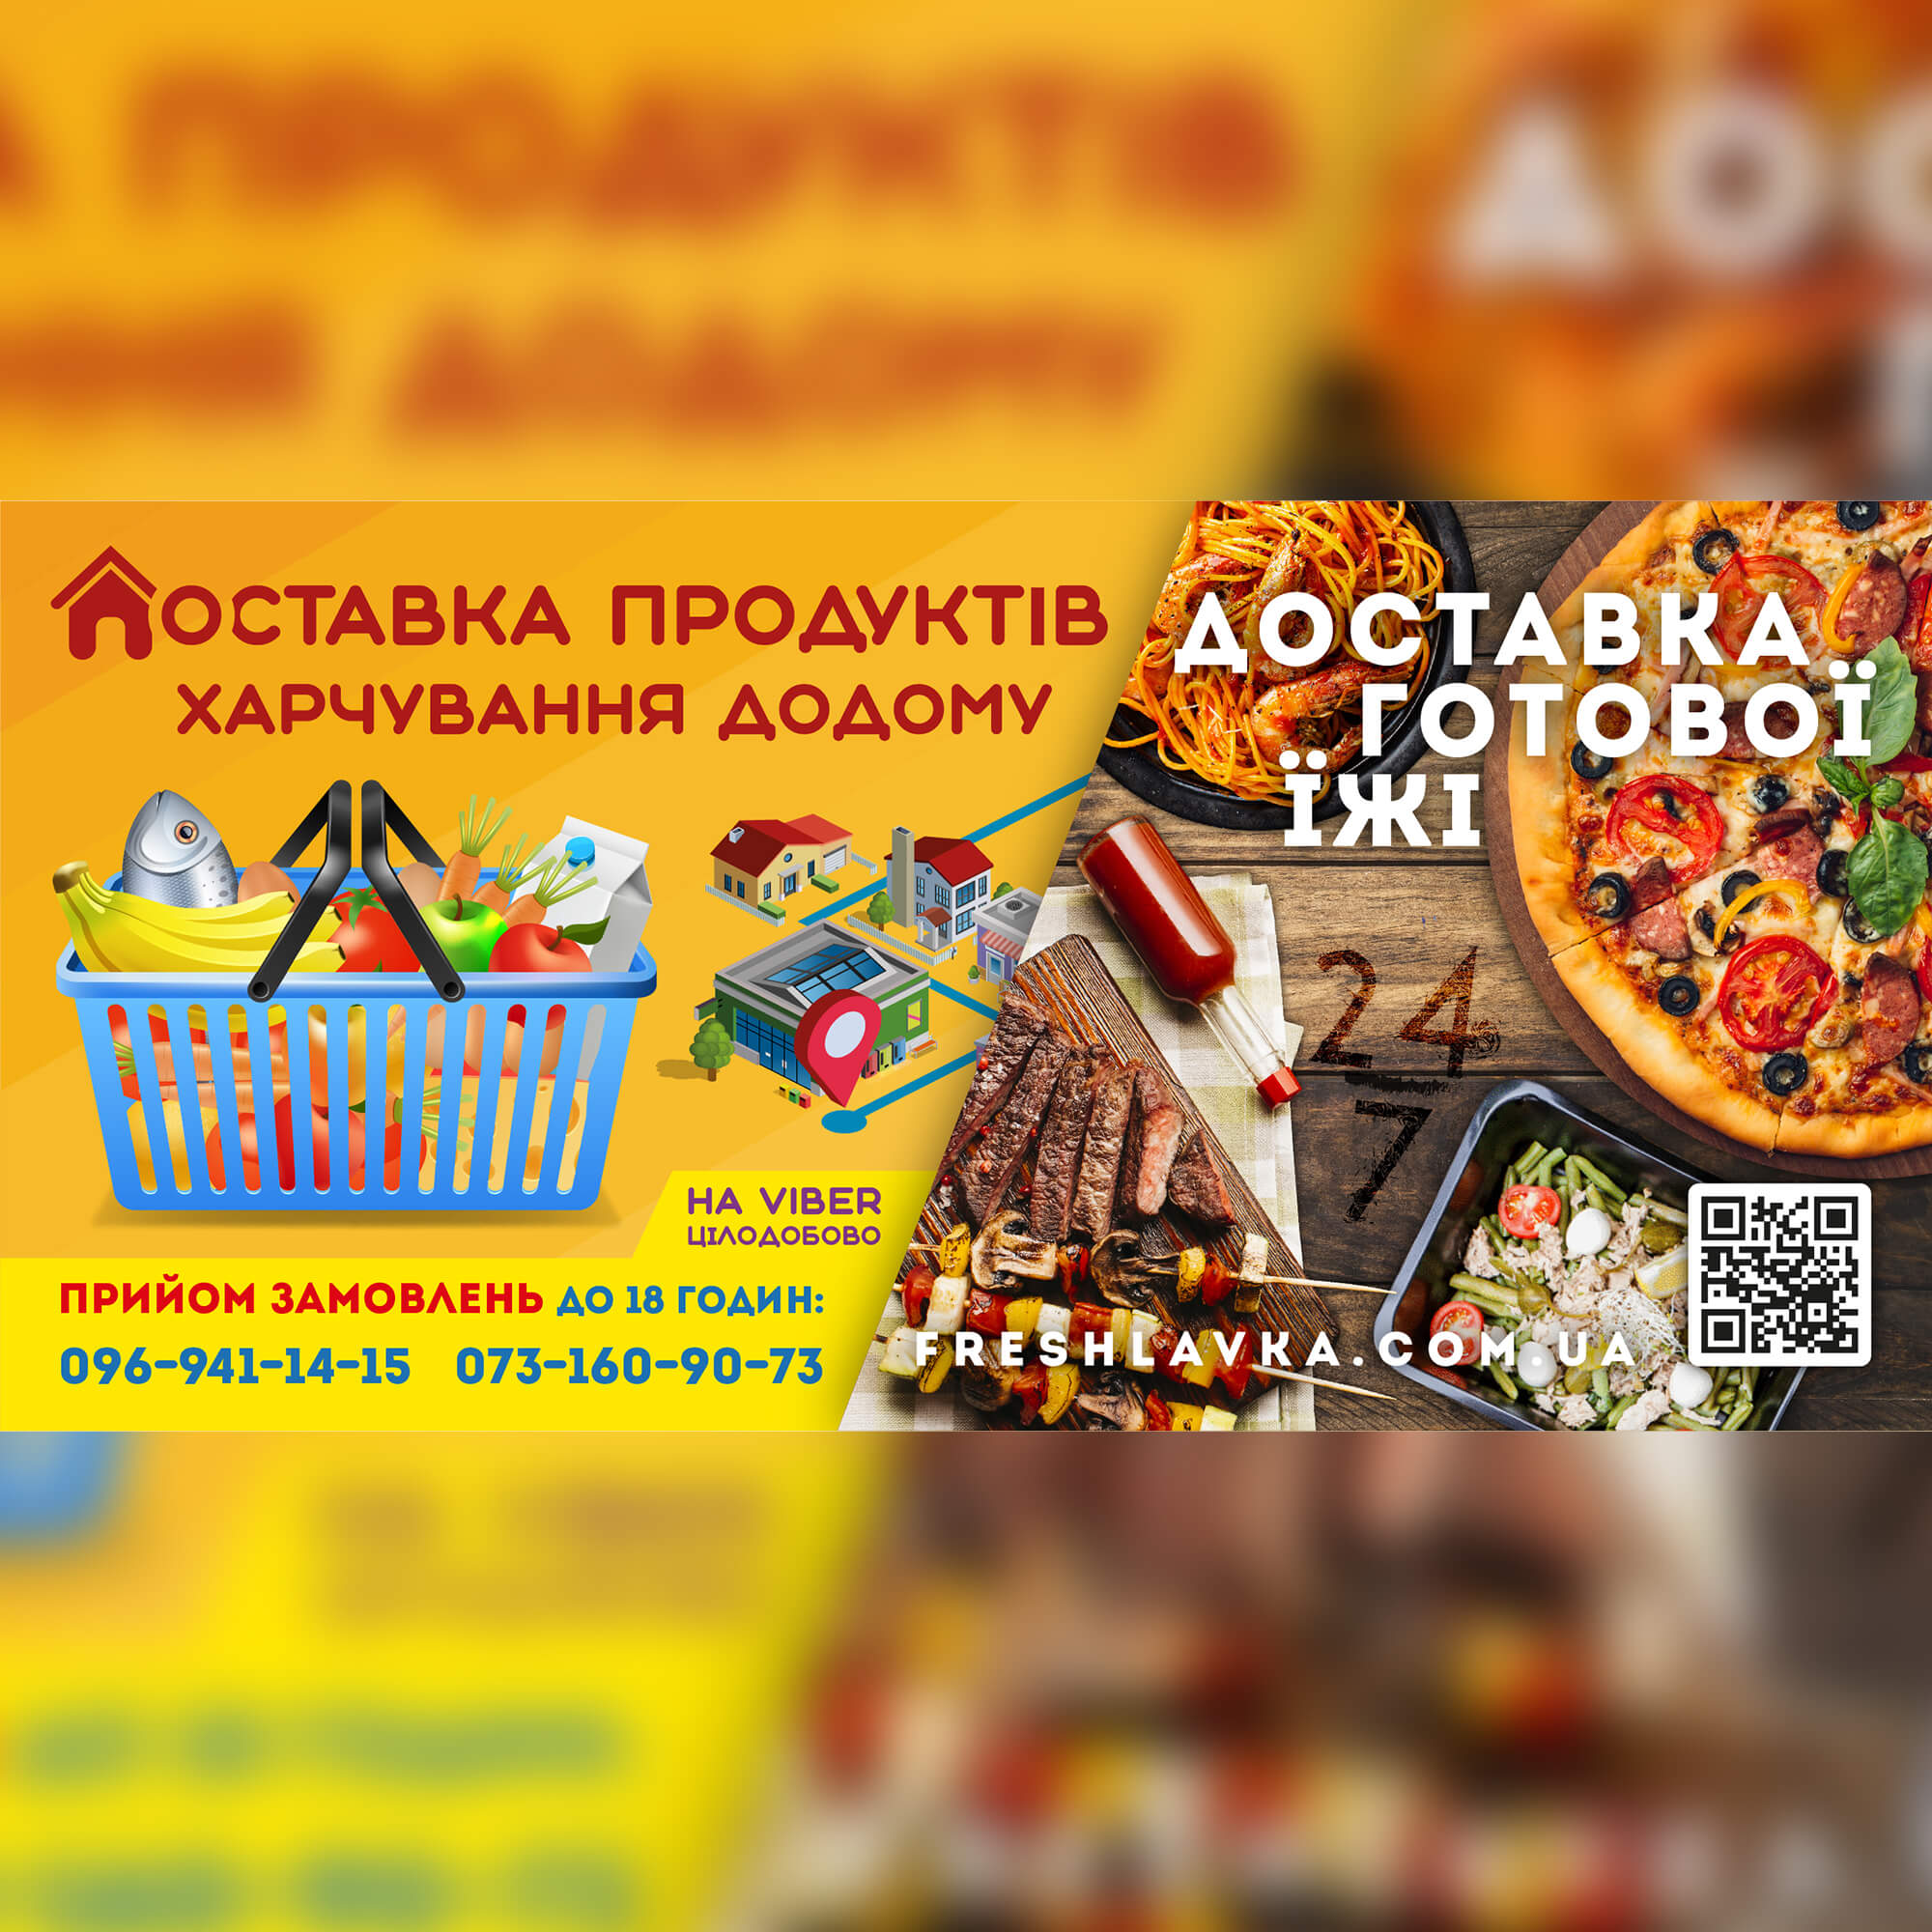 ДОСТАВКА ПРОДУКТІВ
ХАРЧУВАННЯ ДОДОМУ
НА VIBER
ЦІЛОДОБОВО
ПРИЙОМ ЗАМОВЛЕНЬ ДО 18 ГОДИН:
096-941-14-15 073-160-90-73
ДОСТАВКА
ГОТОВОЇ
ЇЖІ
24
7
FRESHLAVKA.COM.UA